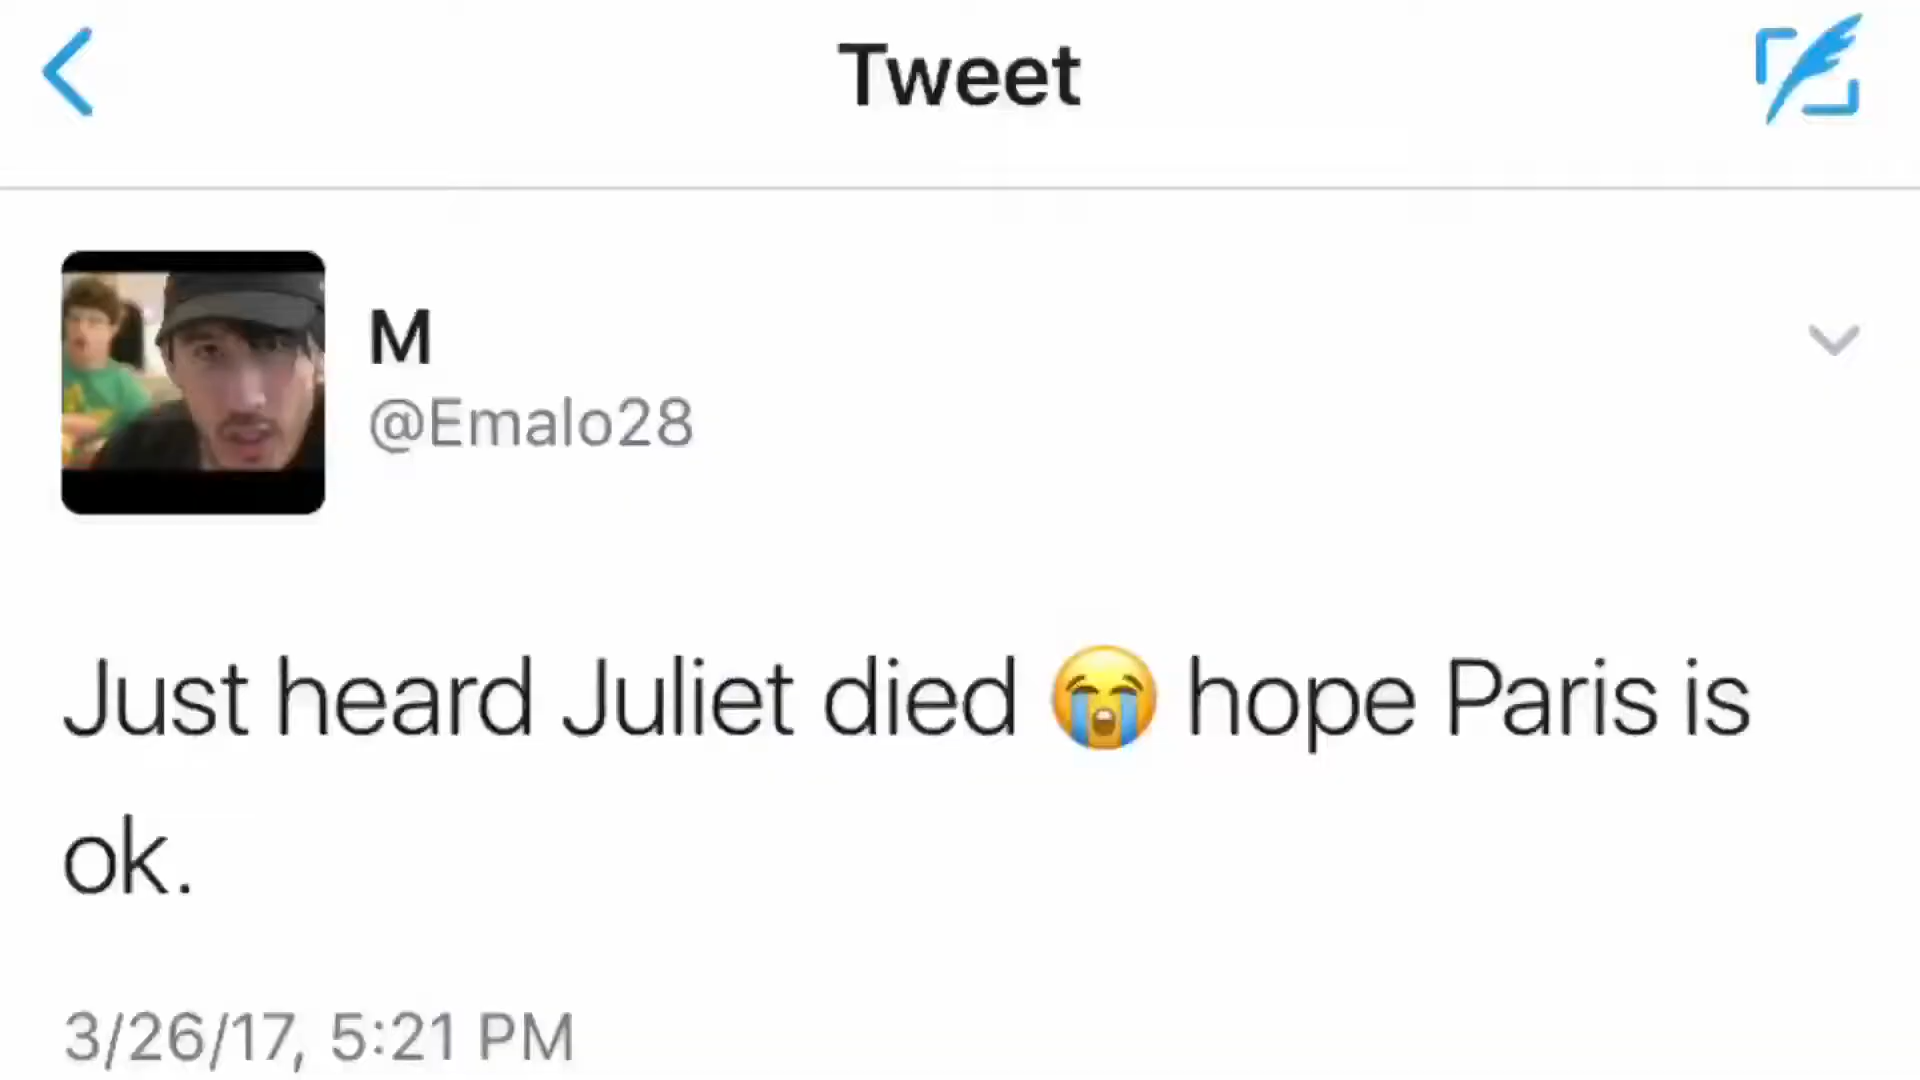 Tweet
M
@Emalo28
Just heard Juliet died 😭 hope Paris is
ok.
3/26/17, 5:21 PM